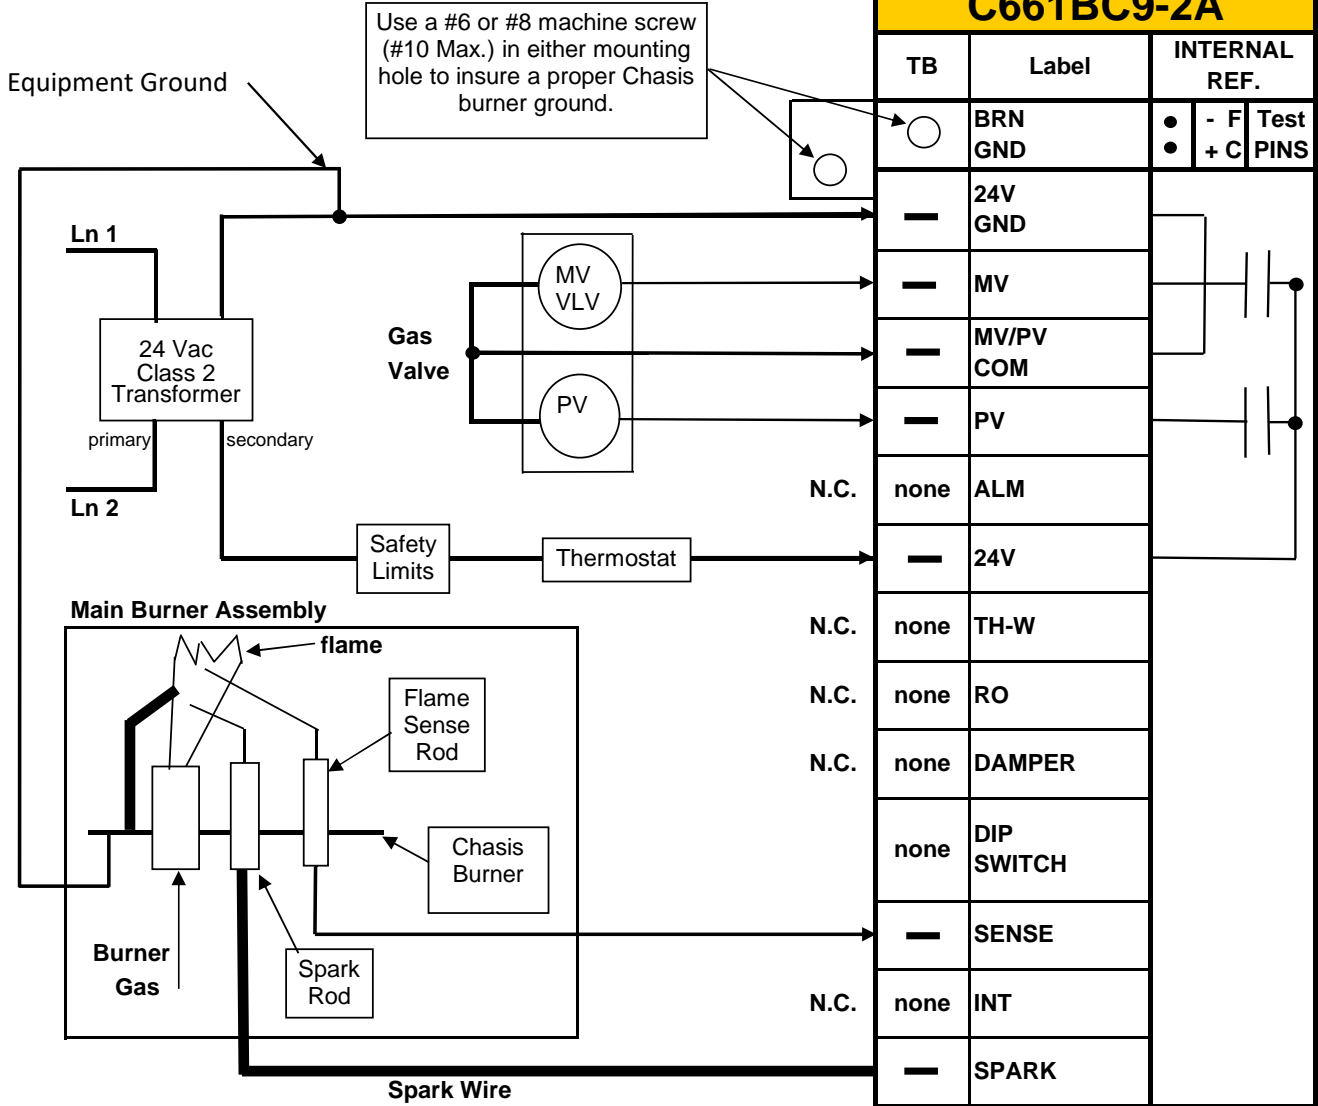 C661BC9-2A
Use a #6 or #8 machine screw
(#10 Max.) in either mounting
hole to insure a proper Chasis
burner ground.
TB
Label
INTERNAL
REF.
Equipment Ground
BRN
GND
- F
+ C
Test
PINS
24V
GND
Ln 1
MV
VLV
MV
Gas
Valve
MV/PV
COM
24 Vac
Class 2
Transformer
PV
PV
primary
secondary
Ln 2
N.C.
none
ALM
Safety
Limits
Thermostat
24V
Main Burner Assembly
N.C.
none
TH-W
flame
Flame
Sense
Rod
N.C.
none
RO
N.C.
none
DAMPER
Chasis
Burner
none
DIP
SWITCH
Burner
Gas
Spark
Rod
SENSE
N.C.
none
INT
Spark Wire
SPARK